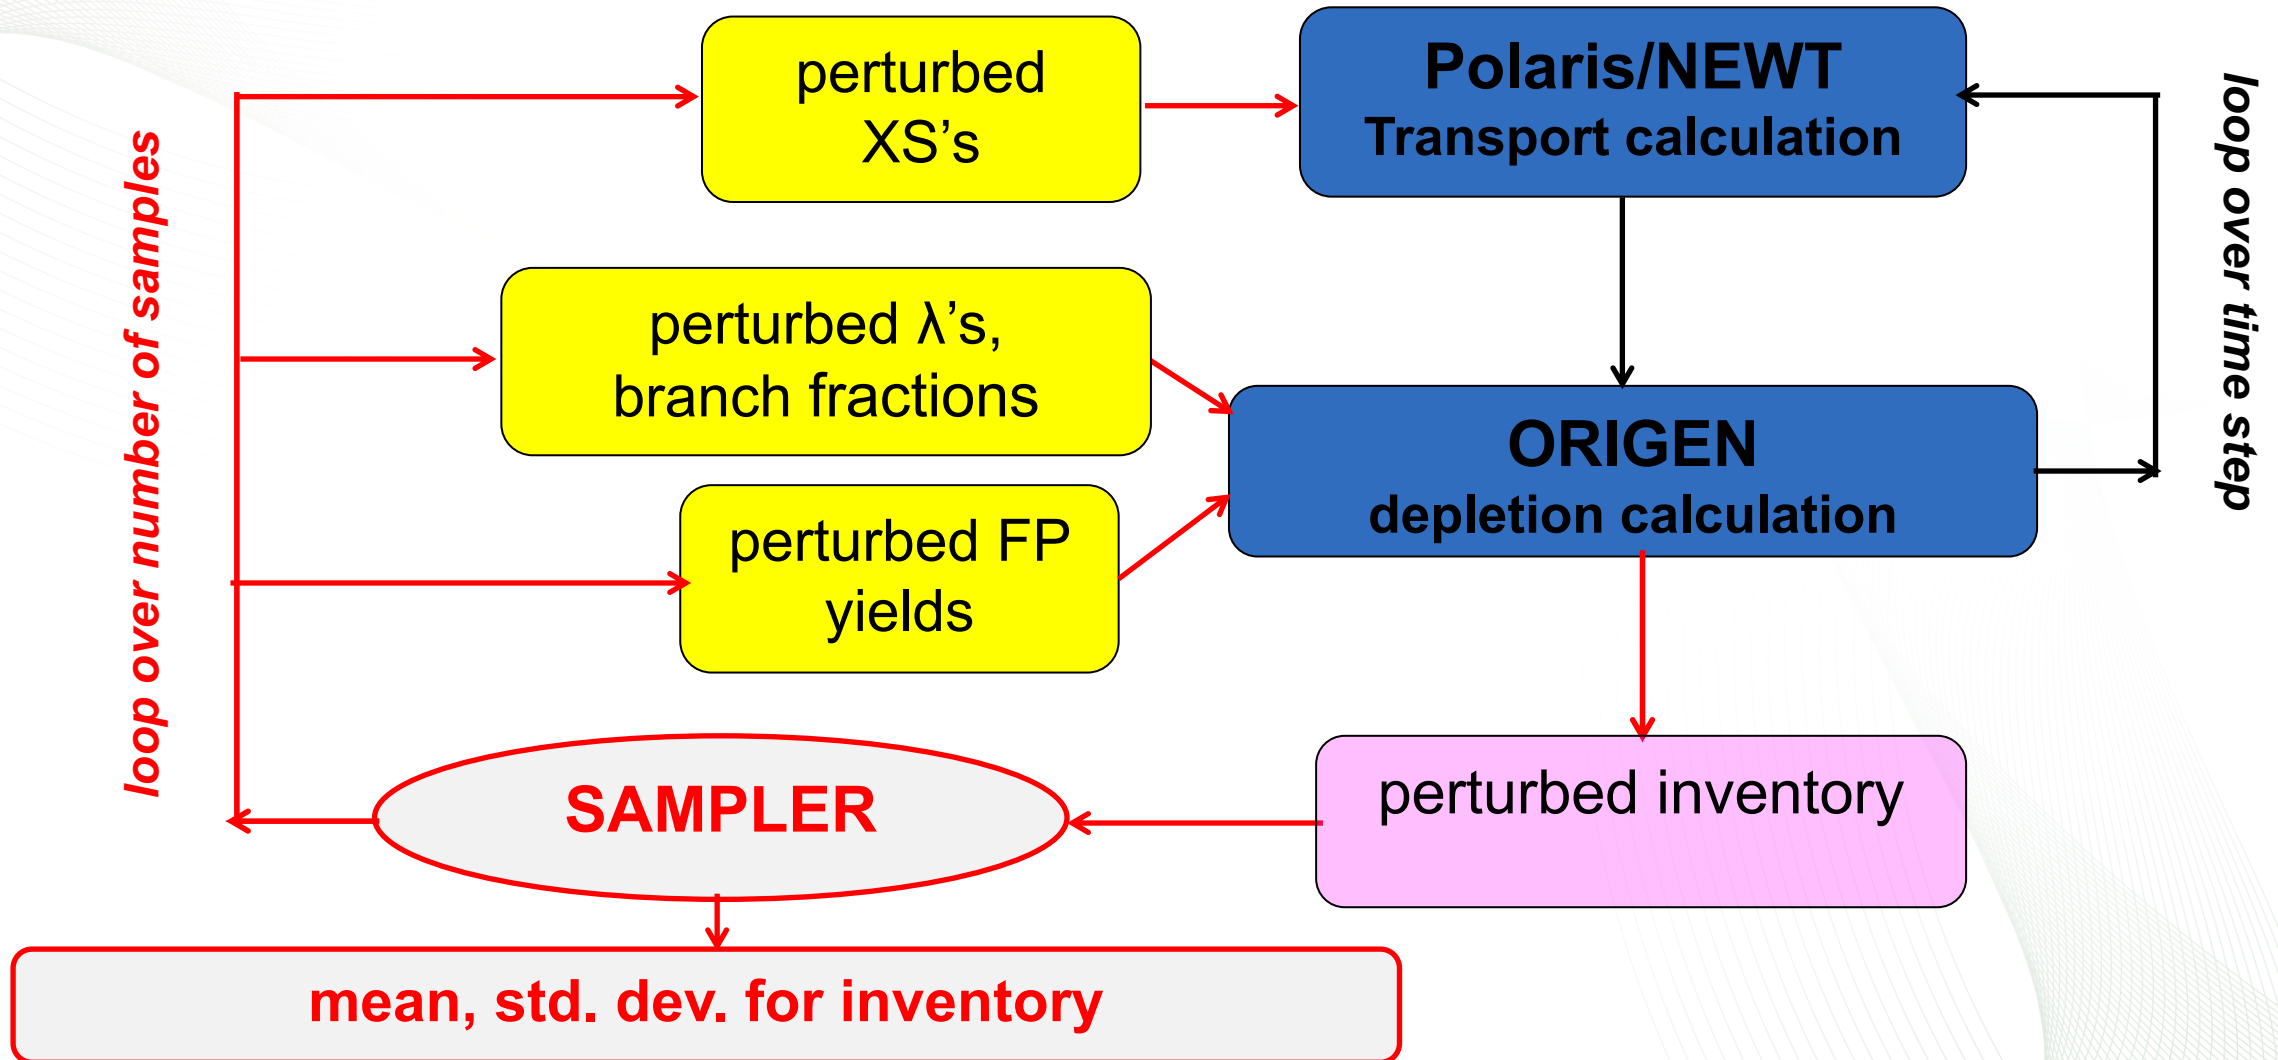 perturbed
XS’s
Polaris/NEWT
Transport calculation
loop over number of samples
loop over time step
perturbed λ’s,
branch fractions
ORIGEN
depletion calculation
perturbed FP
yields
SAMPLER
perturbed inventory
mean, std. dev. for inventory